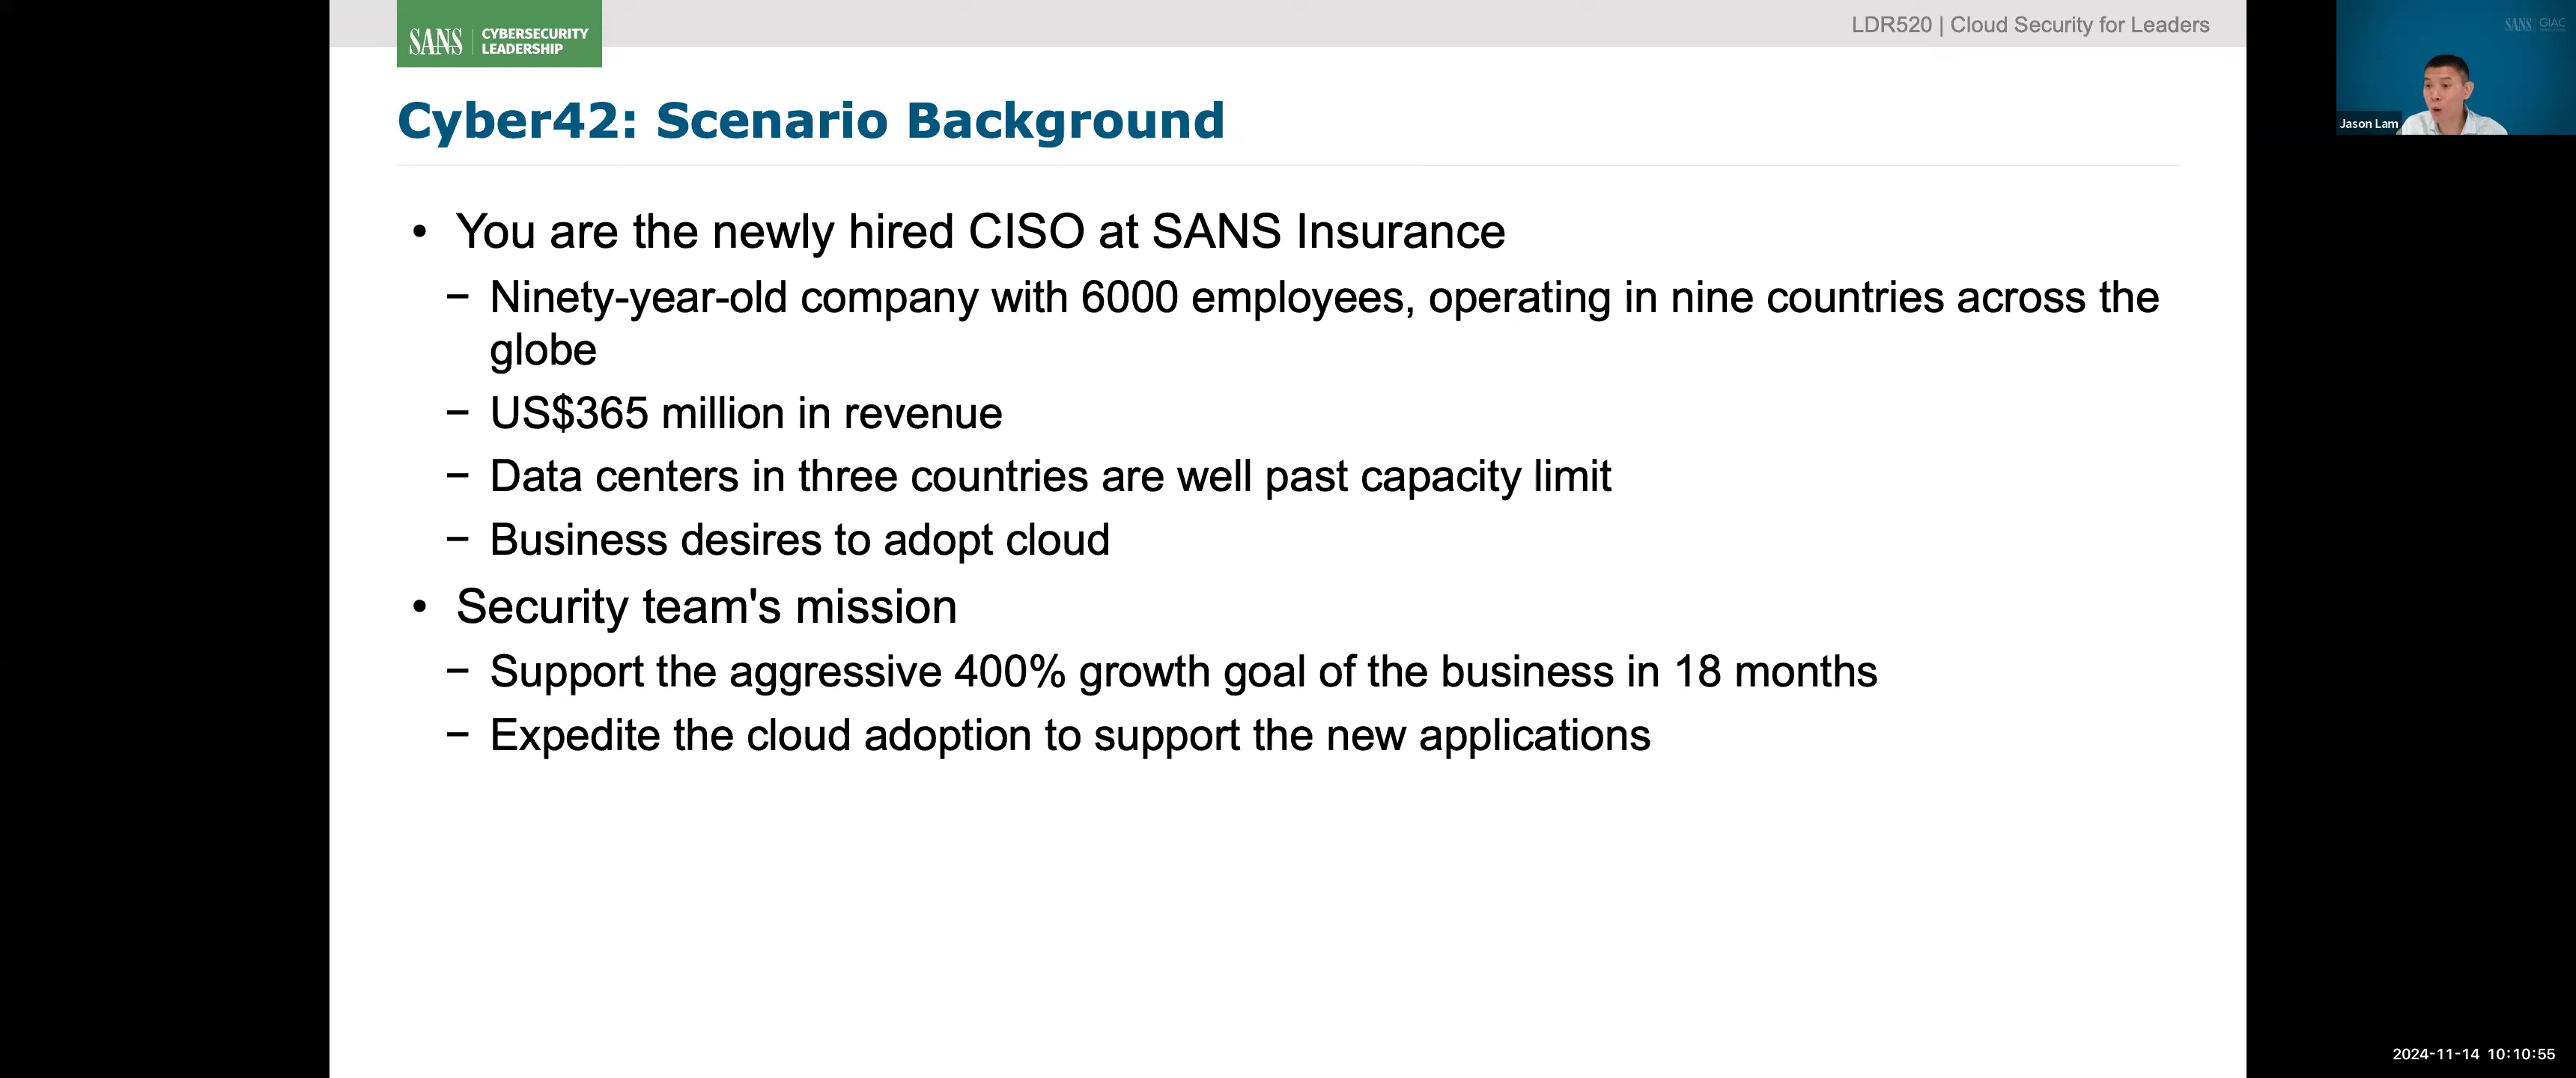 SANS | CYBERSECURITY
LEADERSHIP
LDR520 | Cloud Security for Leaders
SANS | GIAC
Jason Lam
Cyber42: Scenario Background
• You are the newly hired CISO at SANS Insurance
– Ninety-year-old company with 6000 employees, operating in nine countries across the
globe
– US$365 million in revenue
– Data centers in three countries are well past capacity limit
– Business desires to adopt cloud
• Security team's mission
– Support the aggressive 400% growth goal of the business in 18 months
– Expedite the cloud adoption to support the new applications
2024-11-14 10:10:55